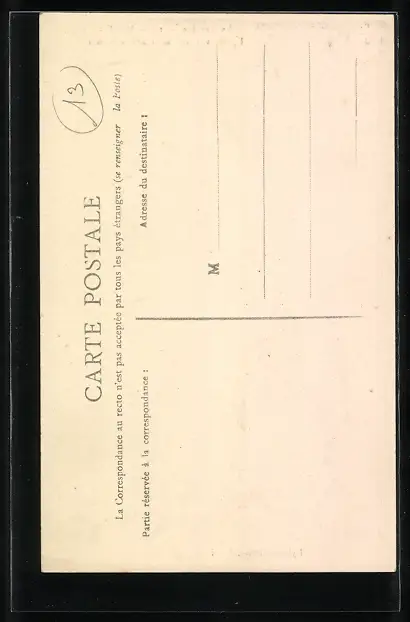 13
CARTE POSTALE
La Correspondance au recto n'est pas acceptée par tous les pays étrangers (se renseigner la Poste)
Partie réservée à la correspondance :
Adresse du destinataire :
M